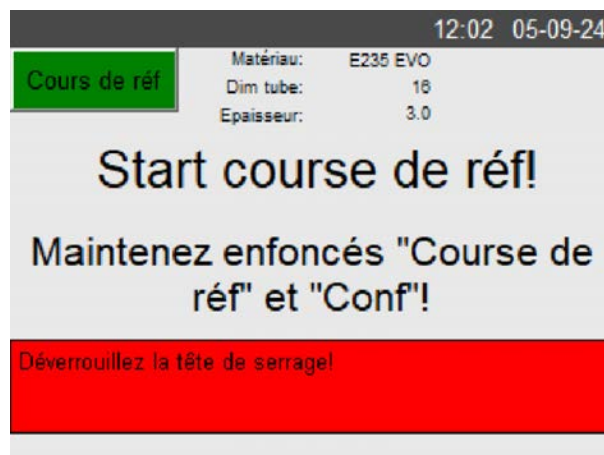 12:02 05-09-24
Cours de réf
Matériau: E235 EVO
Dim tube: 16
Epaisseur: 3.0
Start course de réf!
Maintenez enfoncés "Course de
réf" et "Conf"!
Déverrouillez la tête de serrage!